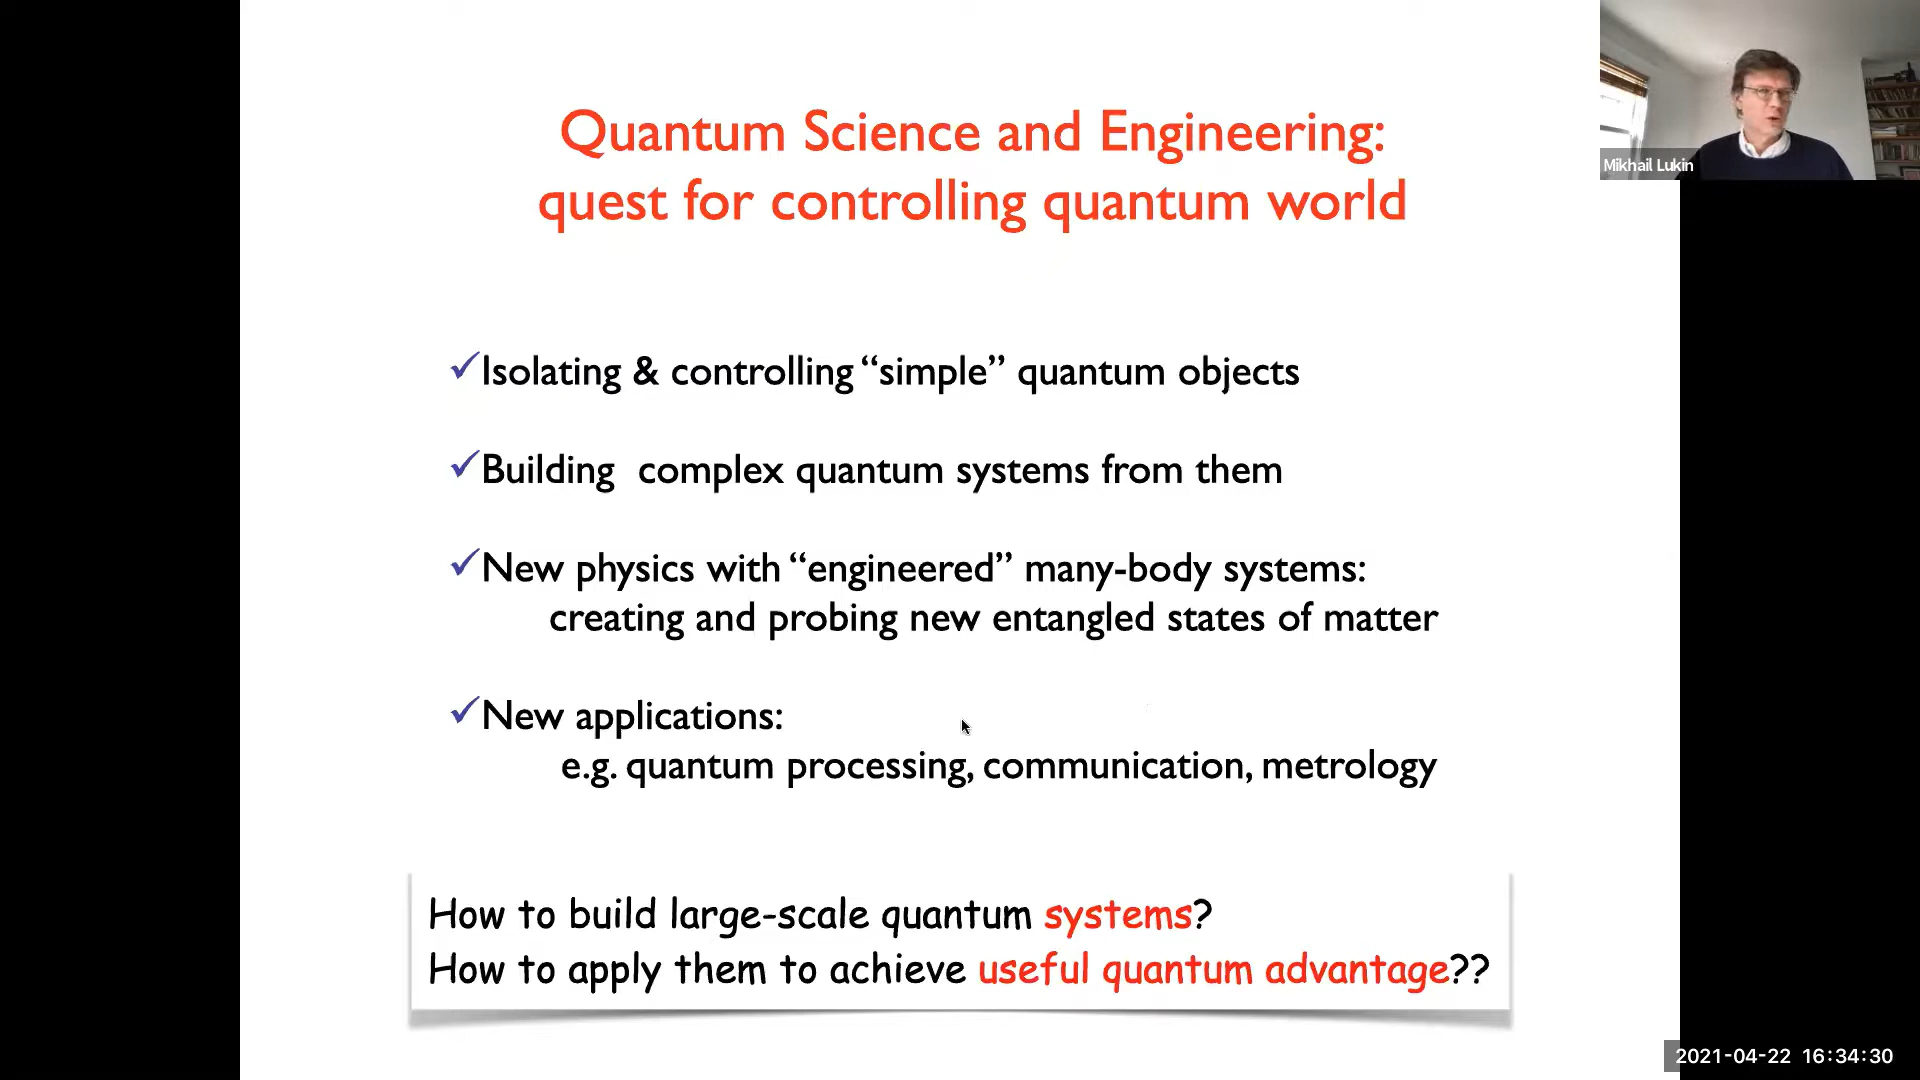 Quantum Science and Engineering:
quest for controlling quantum world
Mikhail Lukin
✓Isolating & controlling “simple” quantum objects
✓Building complex quantum systems from them
✓New physics with “engineered” many-body systems:
creating and probing new entangled states of matter
✓New applications:
e.g. quantum processing, communication, metrology
How to build large-scale quantum systems?
How to apply them to achieve useful quantum advantage??
2021-04-22 16:34:30